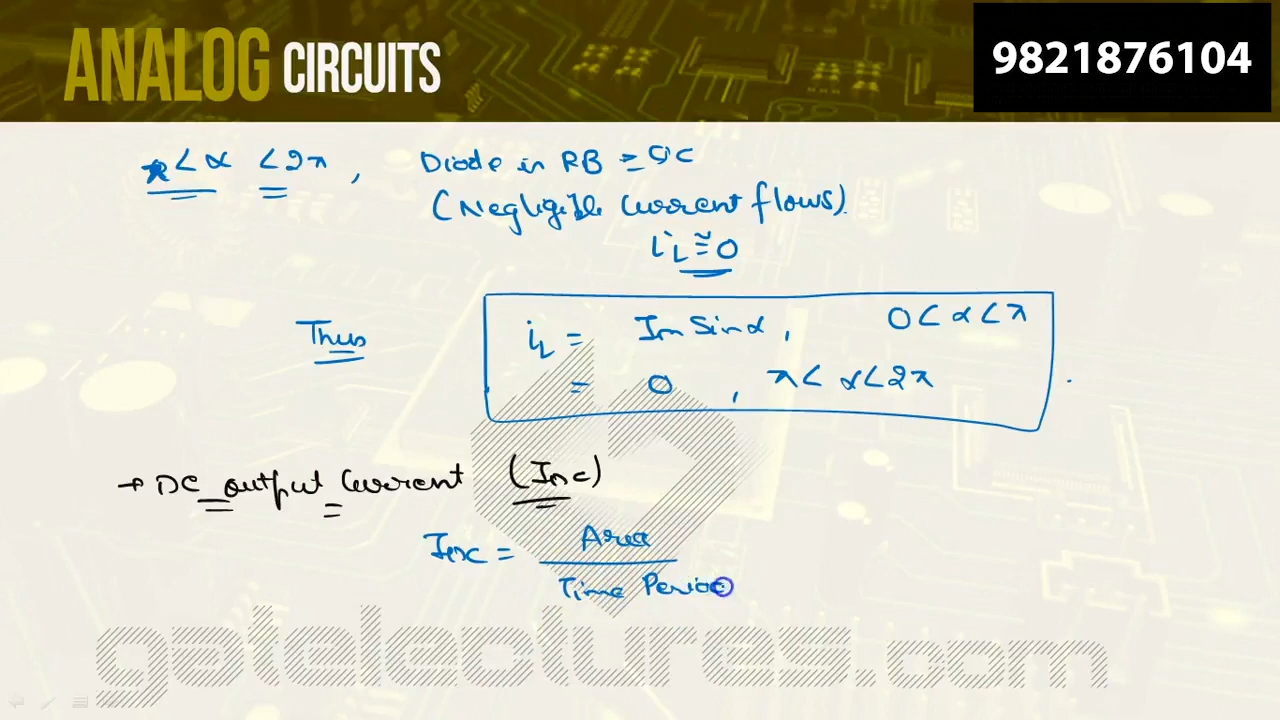 ANALOG CIRCUITS
9821876104
π < α < 2π , Diode in RB ≥ OC
(Negligible current flows).
iL ≅ 0
Thus
iL = Im Sinα , 0 < α < π
= 0 , π < α < 2π .
→ DC output current (IDC)
IDC = Area
Time Period
gatelectures.com